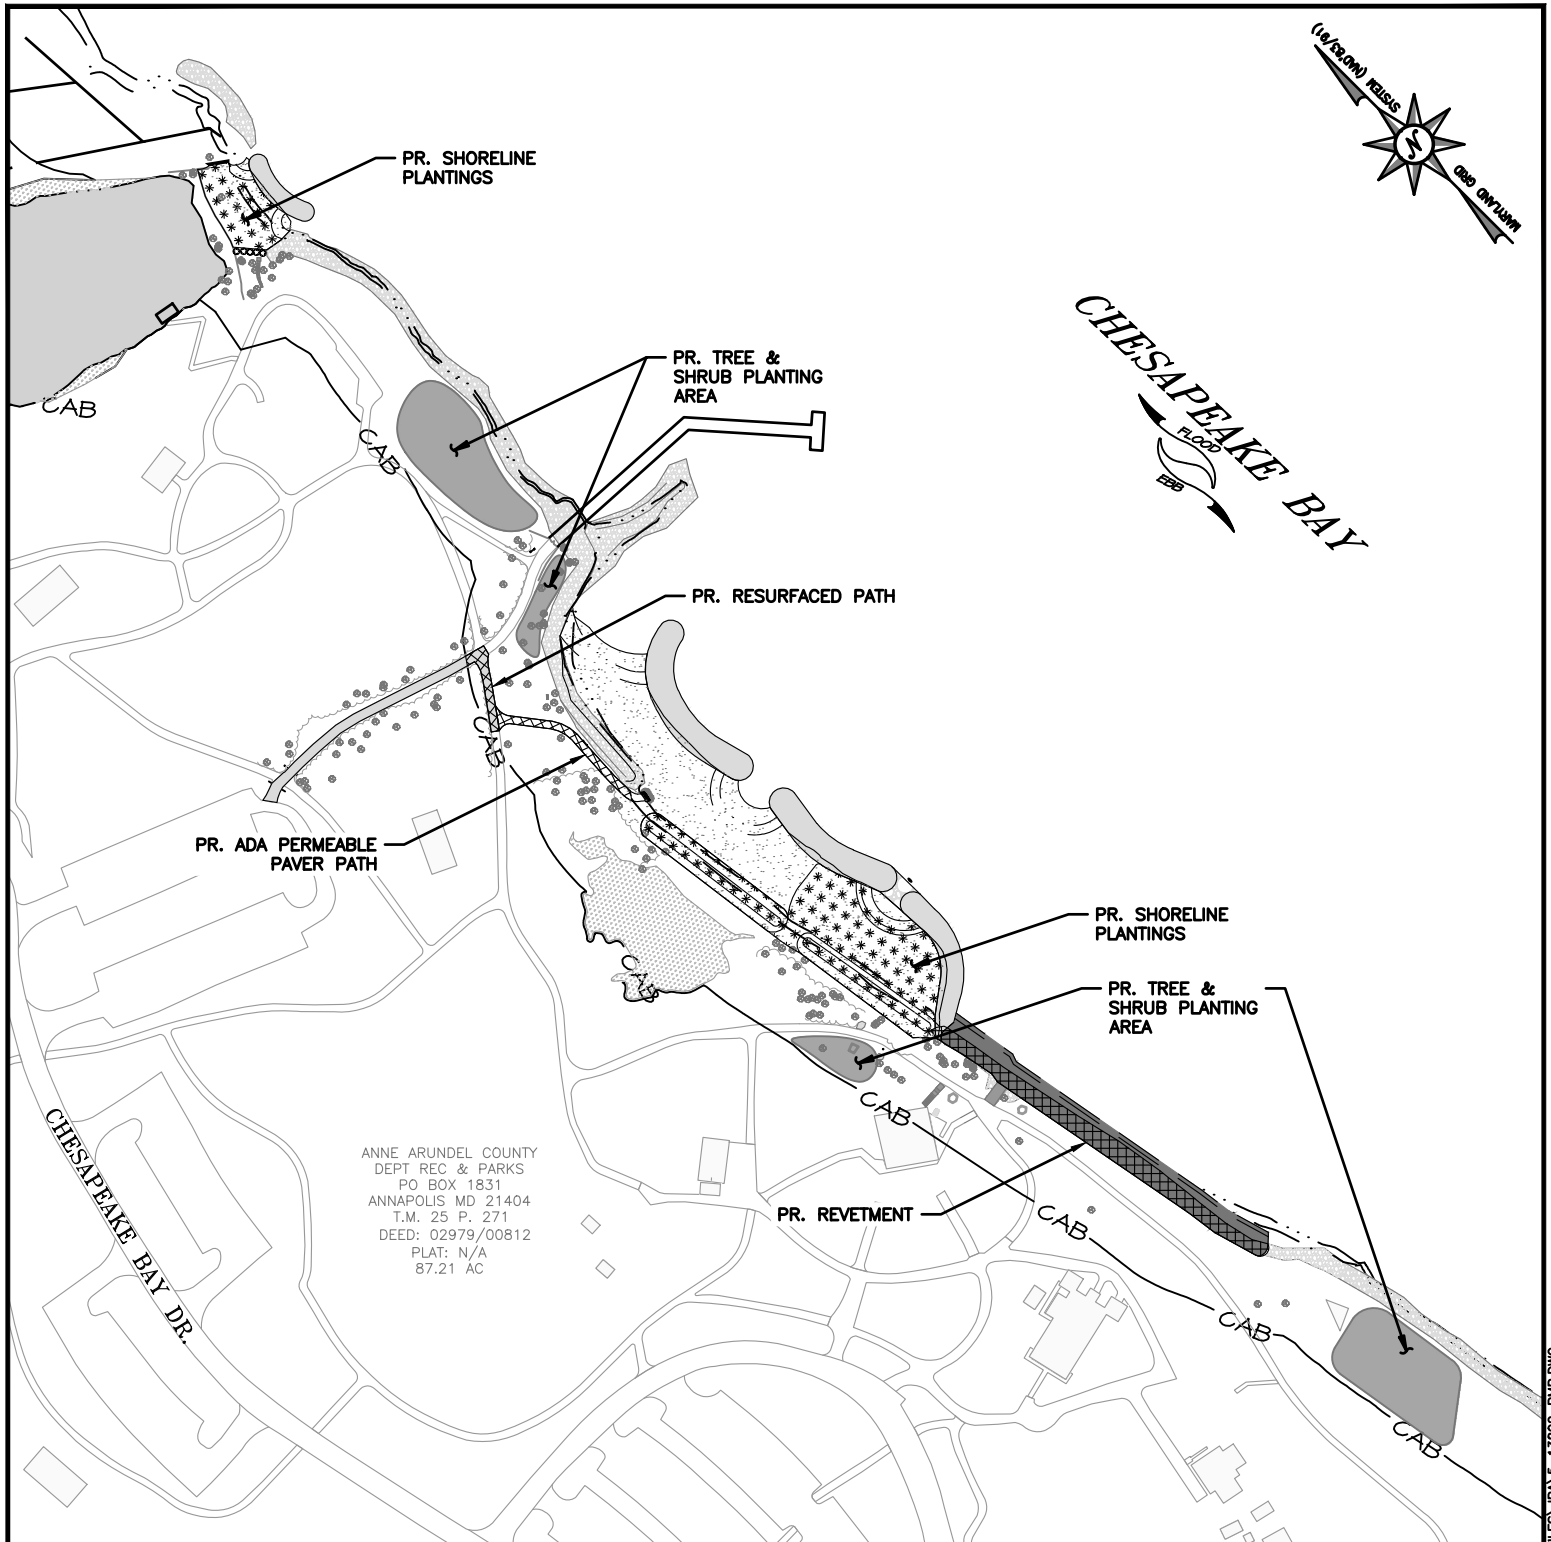 SYSTEM (NAD'83/91)
MARYLAND GRID
N
PR. SHORELINE
PLANTINGS
CHESAPEAKE BAY
FLOOD
EBB
PR. TREE &
SHRUB PLANTING
AREA
CAB
CAB
PR. RESURFACED PATH
CAB
PR. ADA PERMEABLE
PAVER PATH
PR. SHORELINE
PLANTINGS
CAB
PR. TREE &
SHRUB PLANTING
AREA
CAB
CHESAPEAKE BAY DR.
ANNE ARUNDEL COUNTY
DEPT REC & PARKS
PO BOX 1831
ANNAPOLIS MD 21404
T.M. 25 P. 271
DEED: 02979/00812
PLAT: N/A
87.21 AC
PR. REVETMENT
CAB
CAB
CAB